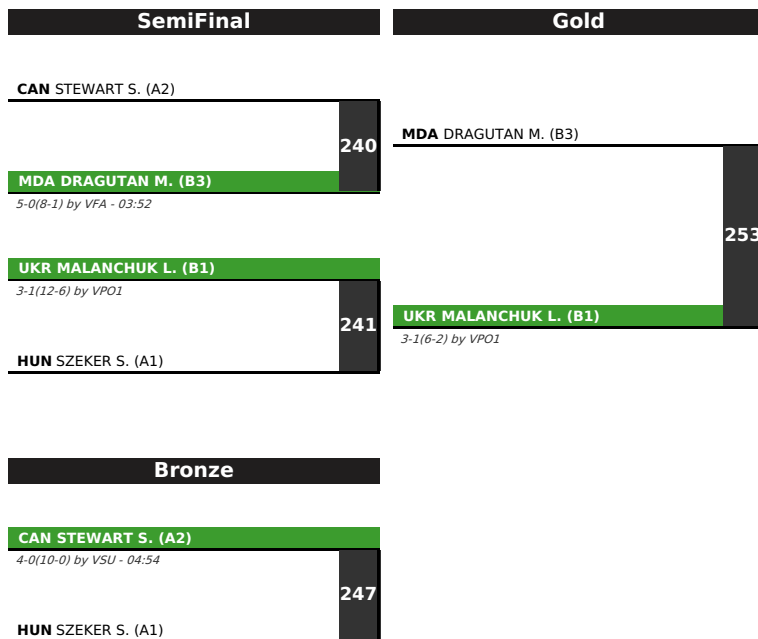 SemiFinal
CAN STEWART S. (A2)
240
MDA DRAGUTAN M. (B3)
5-0(8-1) by VFA - 03:52
UKR MALANCHUK L. (B1)
3-1(12-6) by VPO1
241
HUN SZEKER S. (A1)
Gold
MDA DRAGUTAN M. (B3)
253
UKR MALANCHUK L. (B1)
3-1(6-2) by VPO1
Bronze
CAN STEWART S. (A2)
4-0(10-0) by VSU - 04:54
247
HUN SZEKER S. (A1)